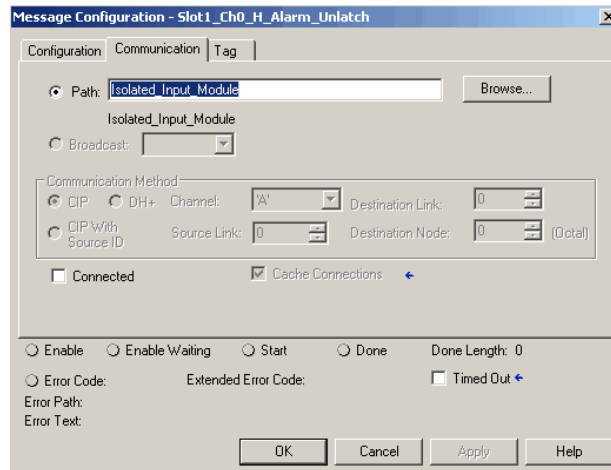 Message Configuration - Slot1_Ch0_H_Alarm_Unlatch
Configuration Communication Tag
Path: Isolated_Input_Module Browse...
Isolated_Input_Module
Broadcast:
Communication Method
CIP DH+ Channel: 'A' Destination Link: 0
CIP With Source ID Source Link: 0 Destination Node: 0 (Octal)
Connected Cache Connections ←
Enable Enable Waiting Start Done Done Length: 0
Error Code: Extended Error Code: Timed Out ←
Error Path:
Error Text:
OK Cancel Apply Help